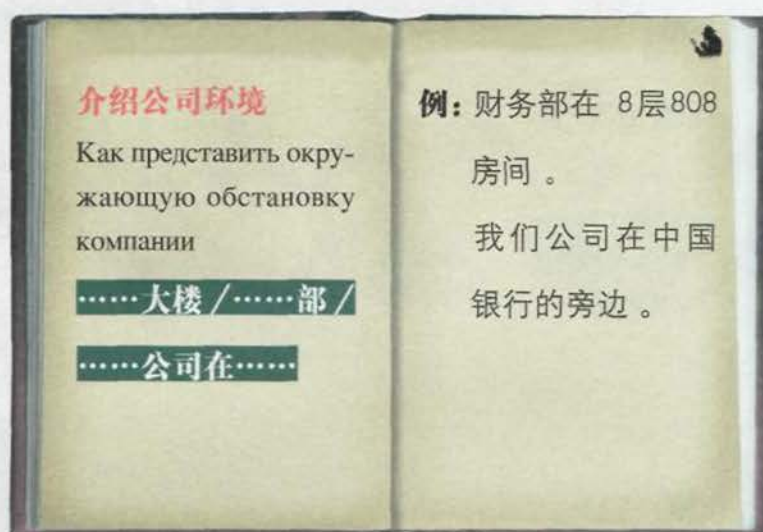 介绍公司环境
Как представить окру-
жающую обстановку
компании
……大楼/……部/
……公司在……
例：财务部在 8层808
房间 。
我们公司在中国
银行的旁边 。